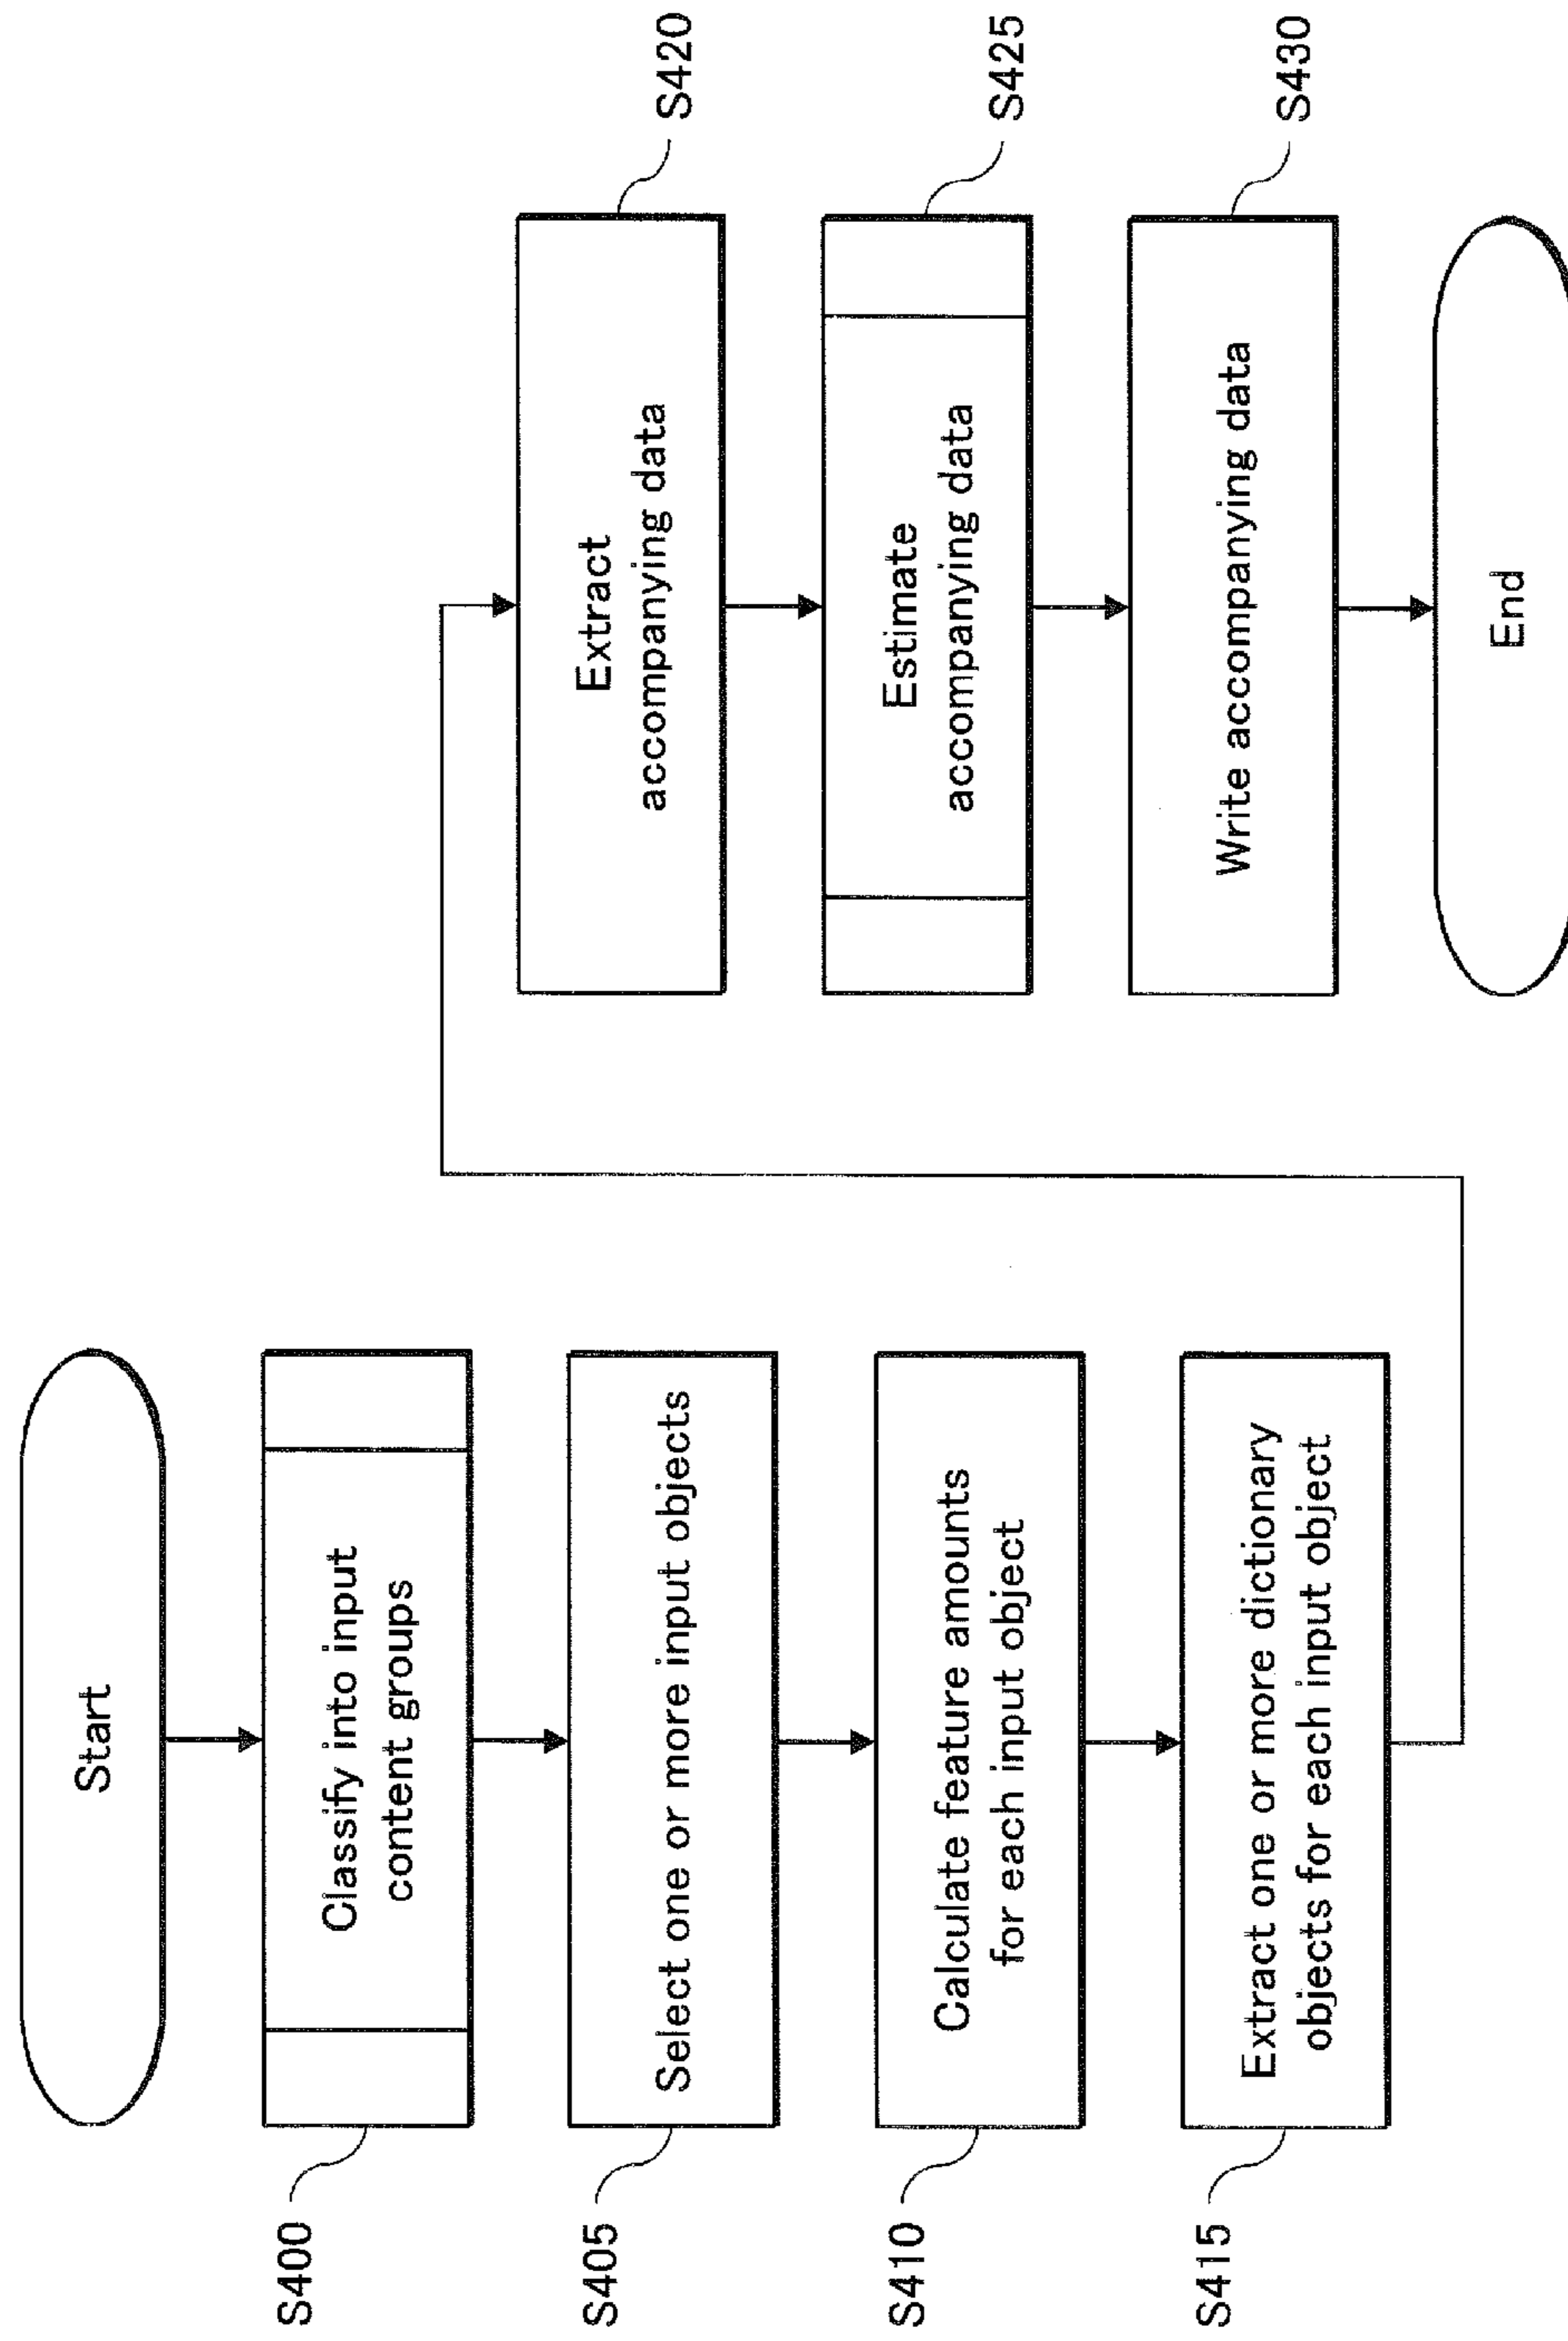 Start
S400
Classify into input
content groups
S405
Select one or more input objects
S410
Calculate feature amounts
for each input object
S415
Extract one or more dictionary
objects for each input object
S420
Extract
accompanying data
S425
Estimate
accompanying data
S430
Write accompanying data
End